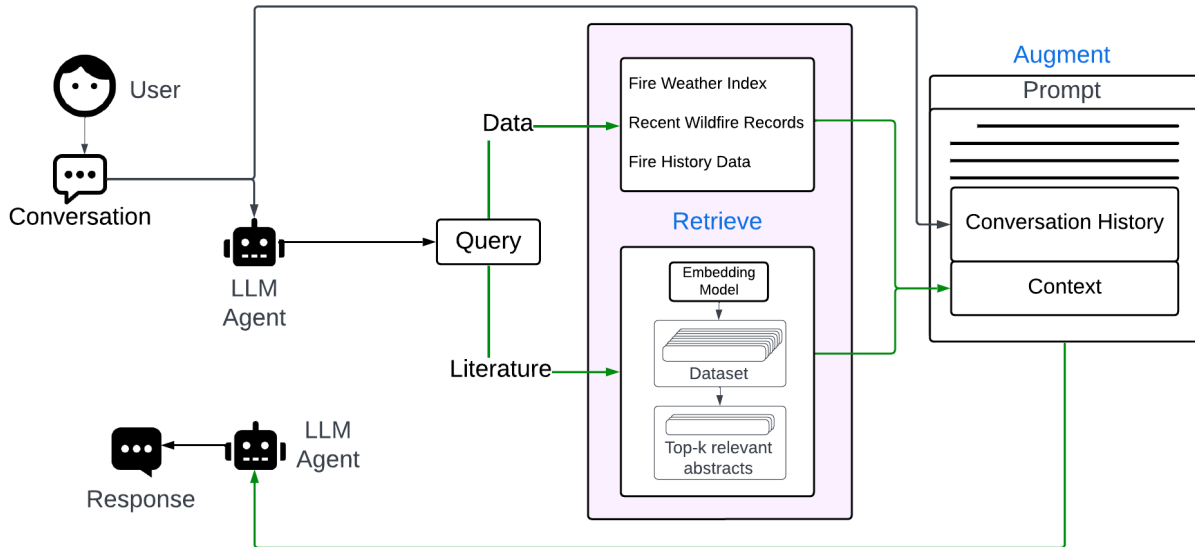 User
Conversation
LLM
Agent
Query
Data
Literature
Fire Weather Index
Recent Wildfire Records
Fire History Data
Retrieve
Embedding
Model
Dataset
Top-k relevant
abstracts
Augment
Prompt
Conversation History
Context
LLM
Agent
Response